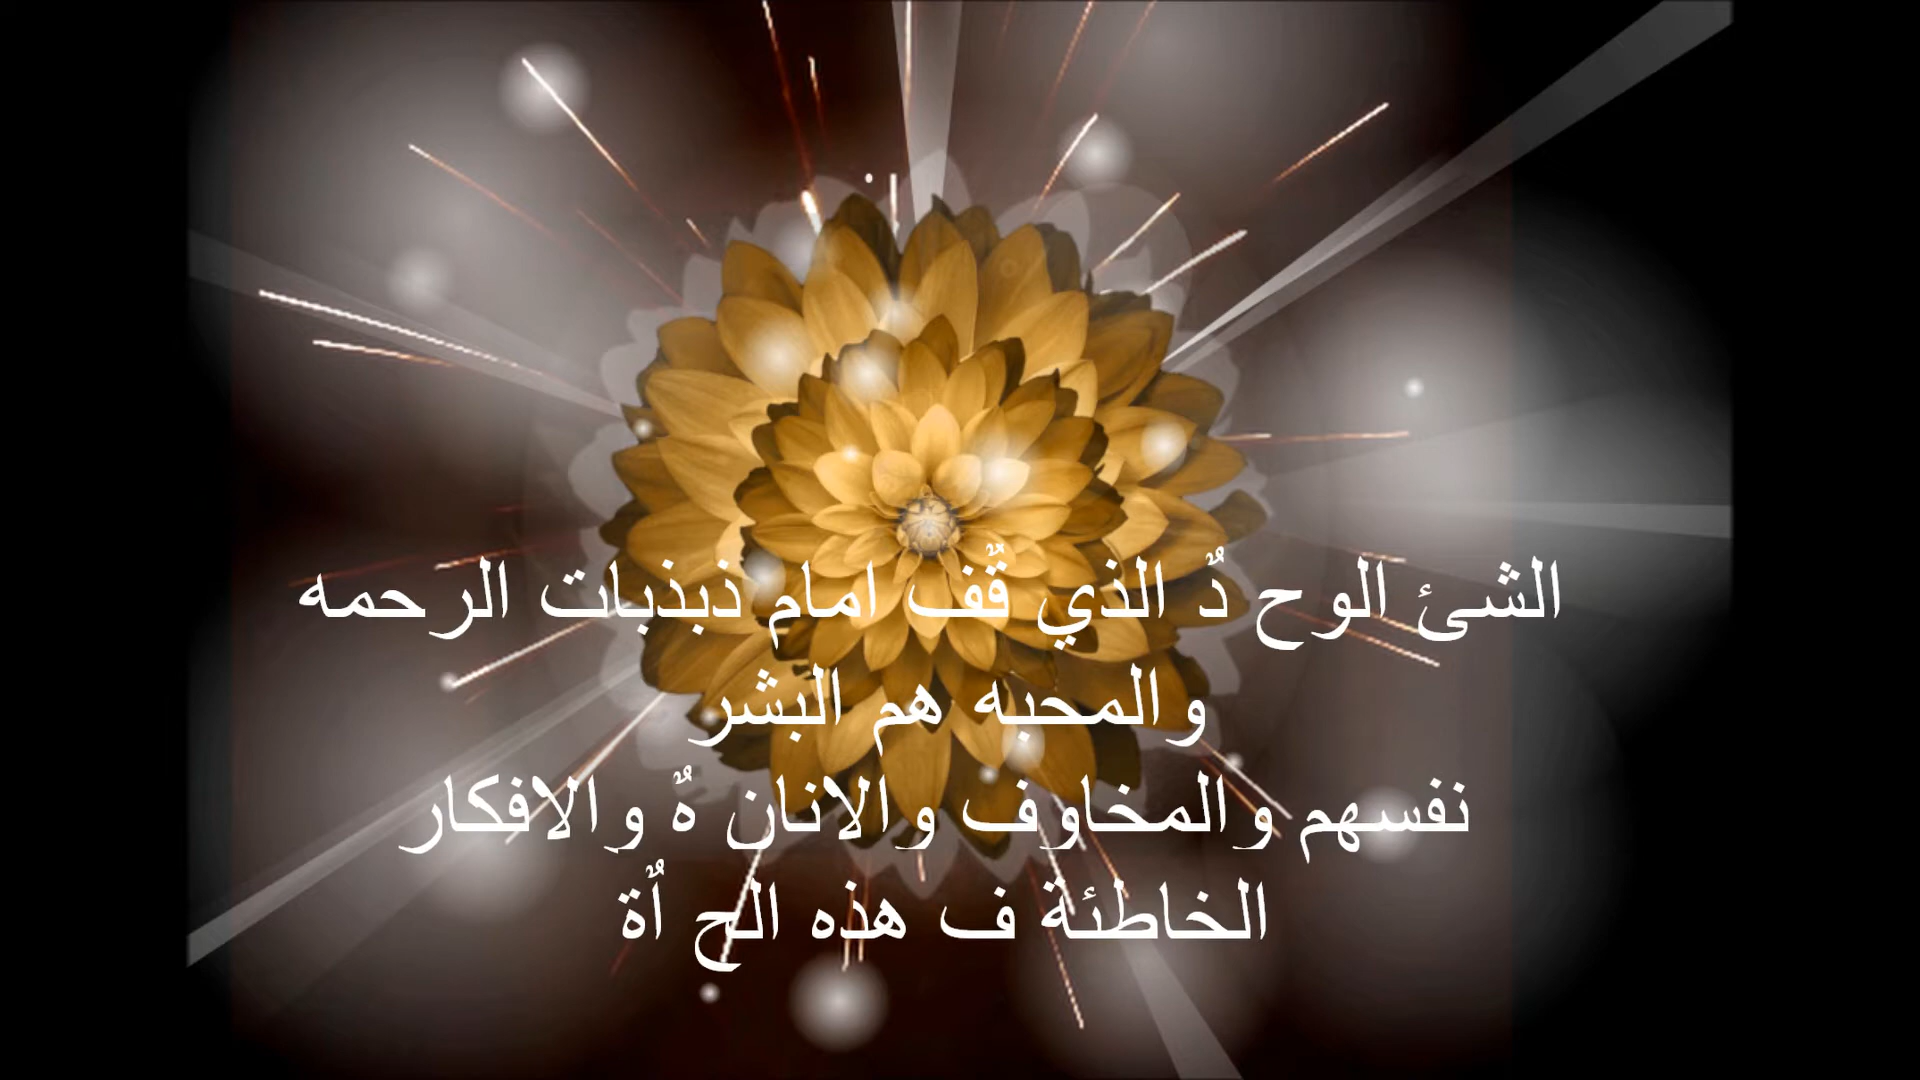 الشئ الوح دٌ الذي قٌف امام ذبذبات الرحمه
والمحبه هم البشر
نفسهم والمخاوف والانان هٌ والافكار
الخاطئة ف هذه الح اٌة